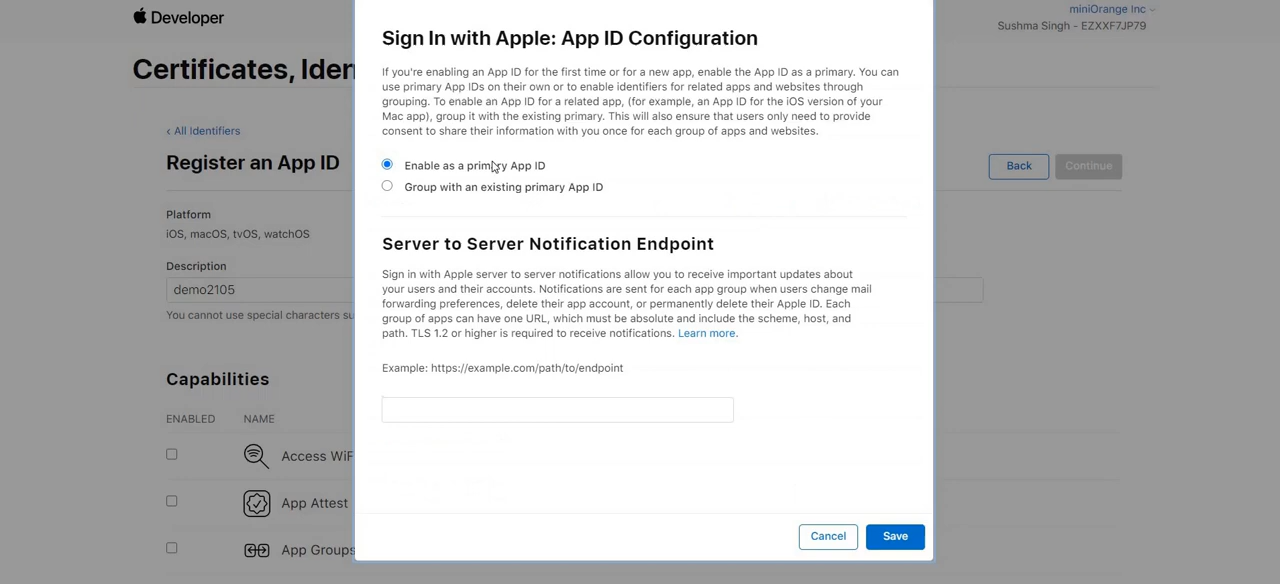 Developer
miniOrange Inc
Sushma Singh - EZXXF7JP79
Certificates, Iden
‹ All Identifiers
Register an App ID
Back
Continue
Platform
iOS, macOS, tvOS, watchOS
Description
demo2105
You cannot use special characters su
Capabilities
ENABLED NAME
Access WiF
App Attest
App Groups
Sign In with Apple: App ID Configuration
If you're enabling an App ID for the first time or for a new app, enable the App ID as a primary. You can
use primary App IDs on their own or to enable identifiers for related apps and websites through
grouping. To enable an App ID for a related app, (for example, an App ID for the iOS version of your
Mac app), group it with the existing primary. This will also ensure that users only need to provide
consent to share their information with you once for each group of apps and websites.
Enable as a primary App ID
Group with an existing primary App ID
Server to Server Notification Endpoint
Sign in with Apple server to server notifications allow you to receive important updates about
your users and their accounts. Notifications are sent for each app group when users change mail
forwarding preferences, delete their app account, or permanently delete their Apple ID. Each
group of apps can have one URL, which must be absolute and include the scheme, host, and
path. TLS 1.2 or higher is required to receive notifications. Learn more.
Example: https://example.com/path/to/endpoint
Cancel
Save